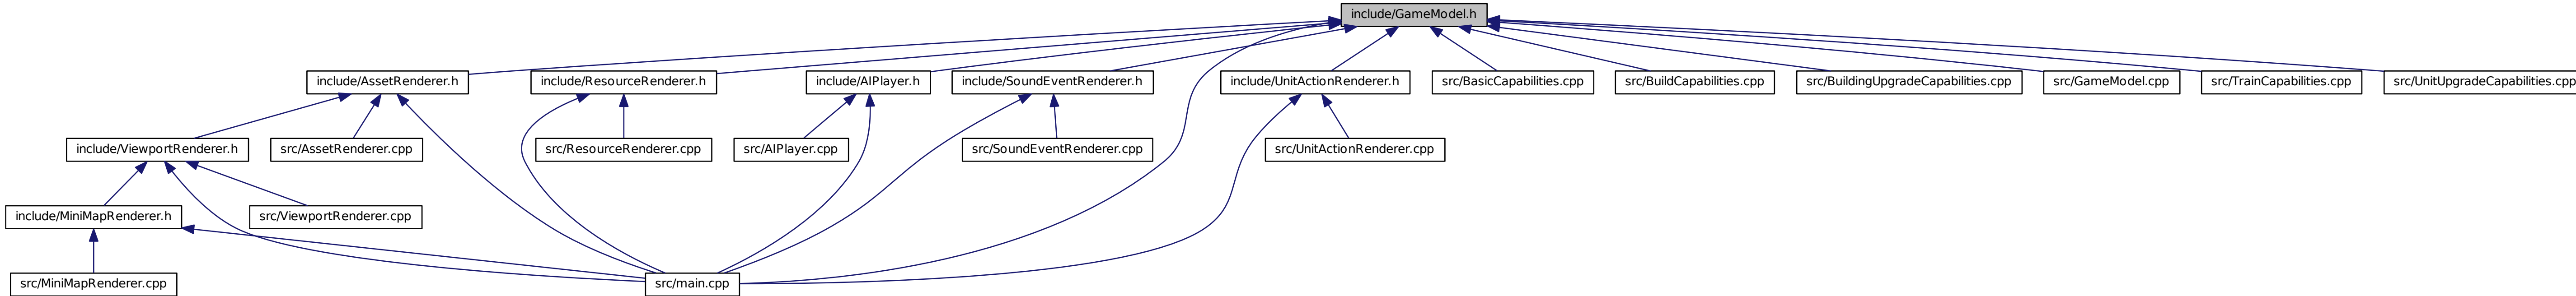 include/GameModel.h
include/AssetRenderer.h
include/ResourceRenderer.h
include/AIPlayer.h
include/SoundEventRenderer.h
include/UnitActionRenderer.h
src/BasicCapabilities.cpp
src/BuildCapabilities.cpp
src/BuildingUpgradeCapabilities.cpp
src/GameModel.cpp
src/TrainCapabilities.cpp
src/UnitUpgradeCapabilities.cpp
include/ViewportRenderer.h
src/AssetRenderer.cpp
src/ResourceRenderer.cpp
src/AIPlayer.cpp
src/SoundEventRenderer.cpp
src/UnitActionRenderer.cpp
include/MiniMapRenderer.h
src/ViewportRenderer.cpp
src/MiniMapRenderer.cpp
src/main.cpp